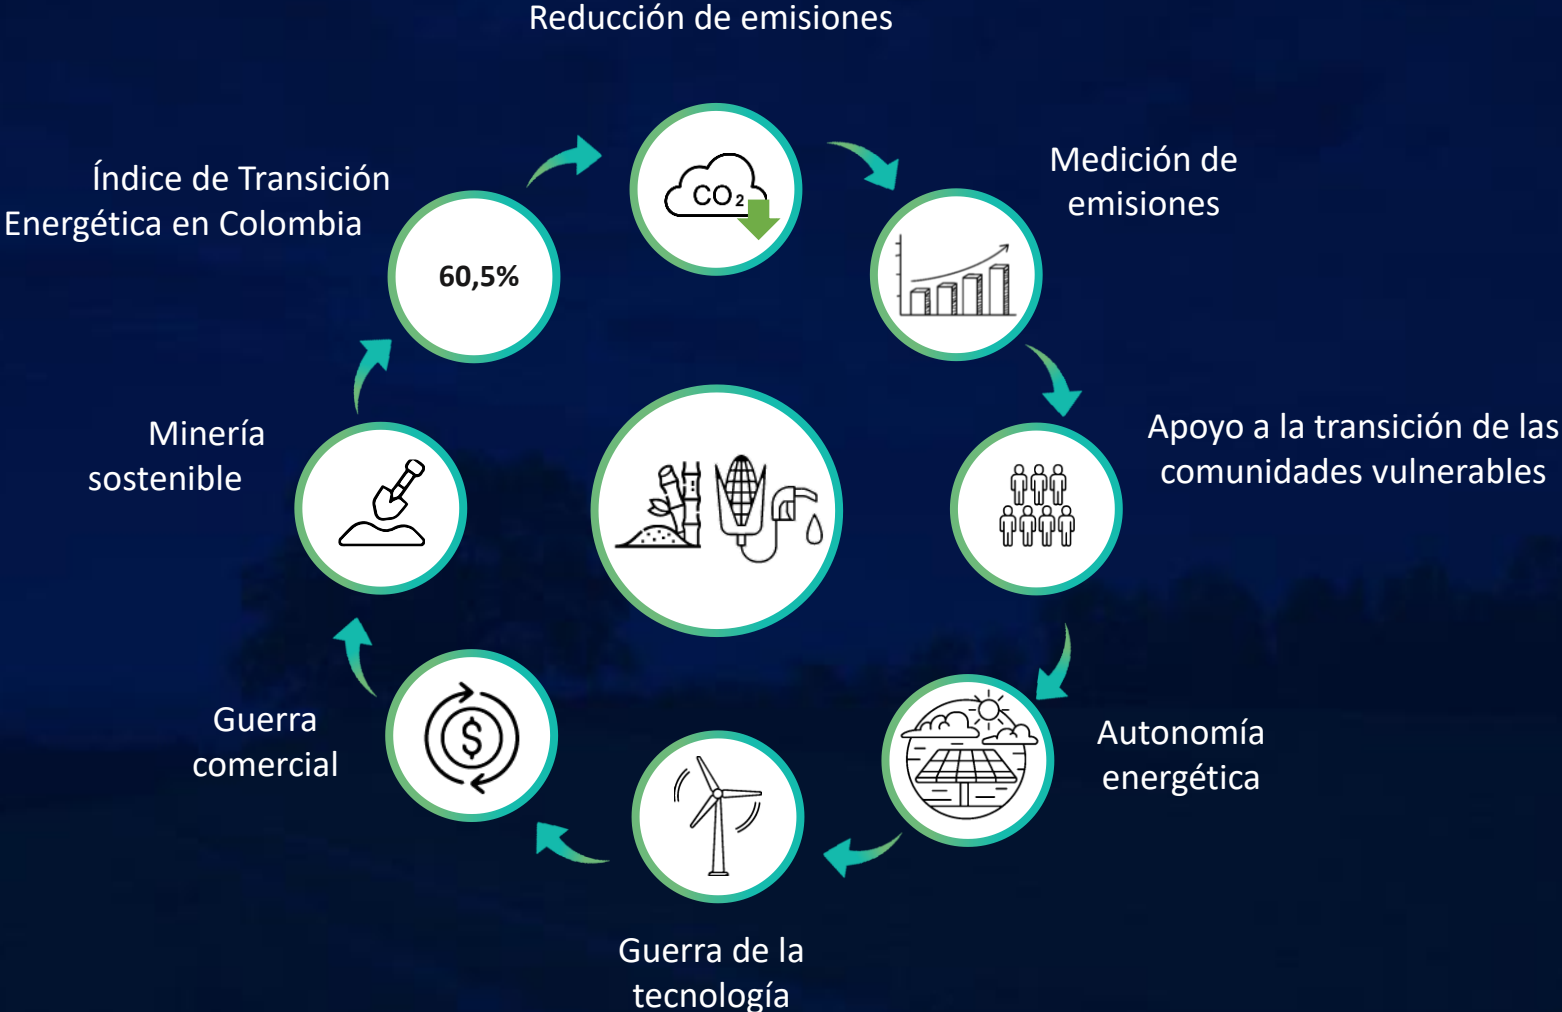 Reducción de emisiones
Índice de Transición
Energética en Colombia
60,5%
CO₂
Medición de
emisiones
Minería
sostenible
Apoyo a la transición de las
comunidades vulnerables
Guerra
comercial
$
Autonomía
energética
Guerra de la
tecnología